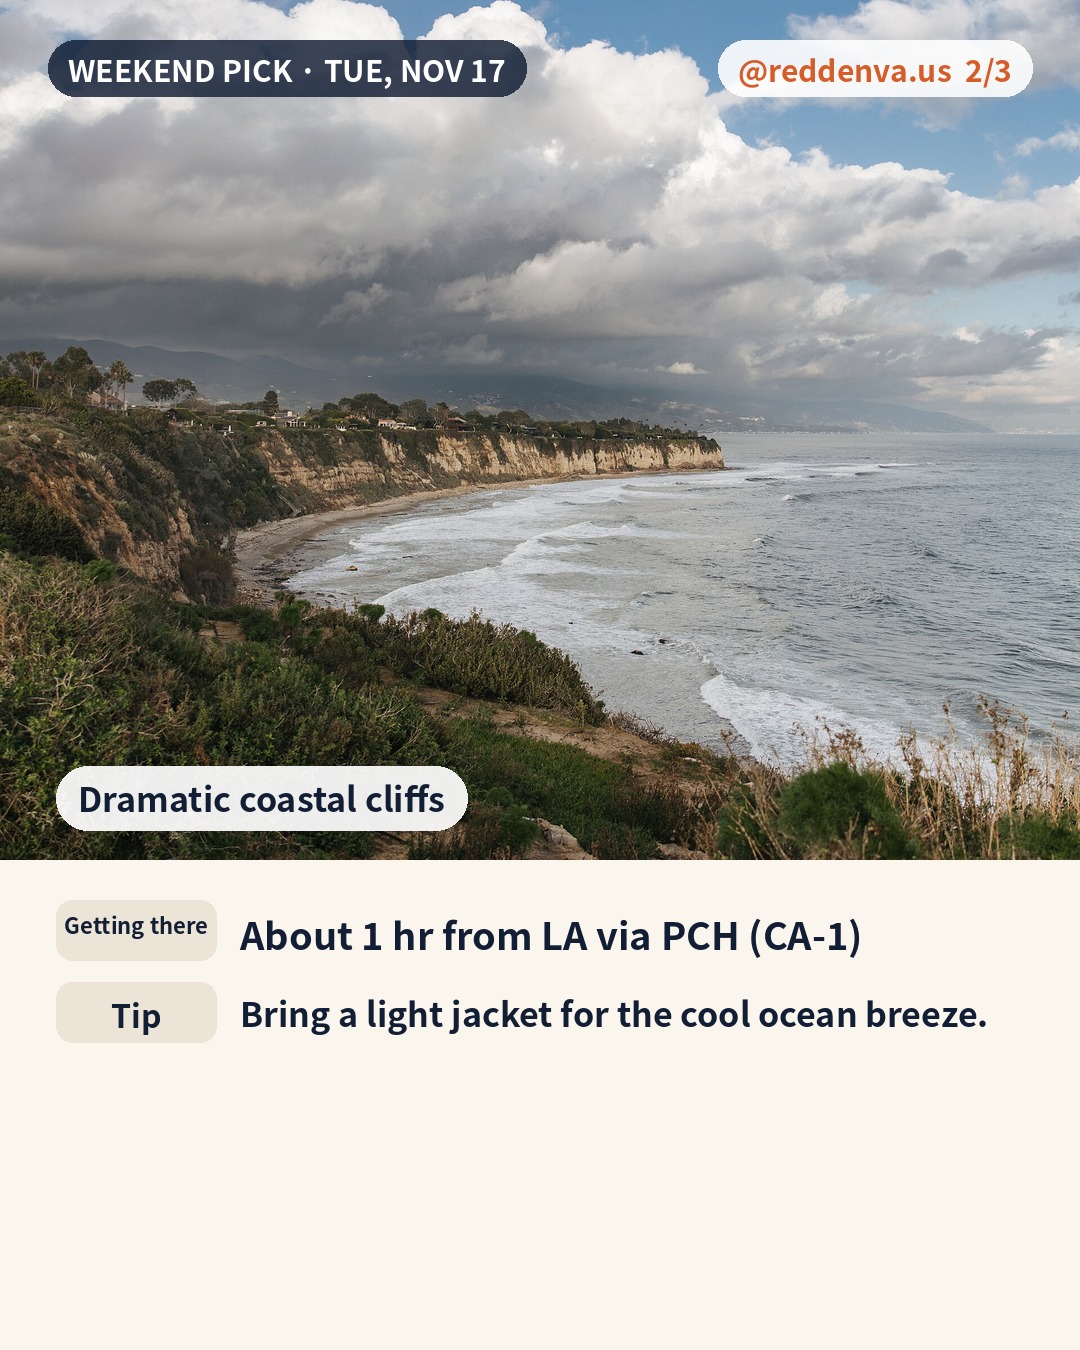 WEEKEND PICK · TUE, NOV 17
@reddenva.us 2/3
Dramatic coastal cliffs
Getting there
About 1 hr from LA via PCH (CA-1)
Tip
Bring a light jacket for the cool ocean breeze.